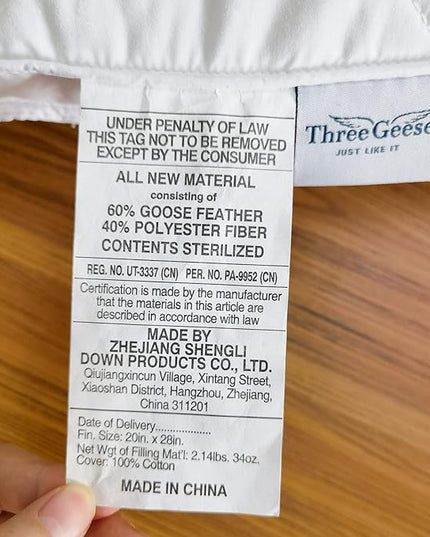 UNDER PENALTY OF LAW
THIS TAG NOT TO BE REMOVED
EXCEPT BY THE CONSUMER
ALL NEW MATERIAL
consisting of
60% GOOSE FEATHER
40% POLYESTER FIBER
CONTENTS STERILIZED
REG. NO. UT-3337 (CN) PER. NO. PA-9952 (CN)
Certification is made by the manufacturer
that the materials in this article are
described in accordance with law
MADE BY
ZHEJIANG SHENGLI
DOWN PRODUCTS CO., LTD.
Qiujiangxincun Village, Xintang Street,
Xiaoshan District, Hangzhou, Zhejiang,
China 311201
Date of Delivery...................
Fin. Size: 20in. x 28in.
Net Wgt of Filling Mat'l: 2.14lbs. 34oz.
Cover: 100% Cotton
MADE IN CHINA
Three Geese
JUST LIKE IT